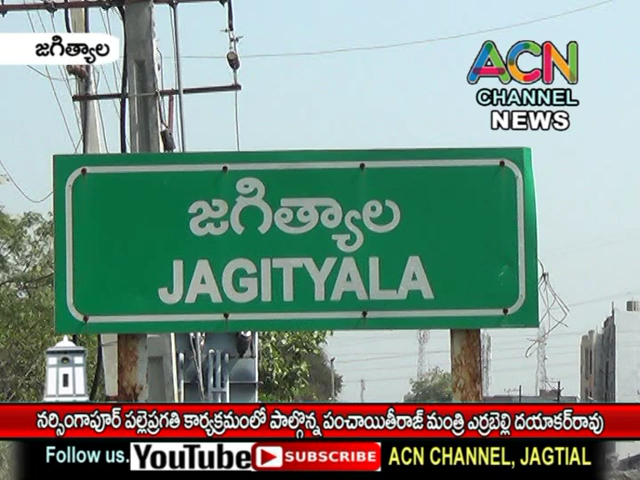 జగిత్యాల
ACN
CHANNEL
NEWS
జగిత్యాల
JAGITYALA
నర్సింగాపూర్ పల్లెప్రగతి కార్యక్రమంలో పాల్గొన్న పంచాయితీరాజ్ మంత్రి ఎర్రబెల్లి దయాకర్‌రావు
Follow us. YouTube SUBSCRIBE ACN CHANNEL, JAGTIAL